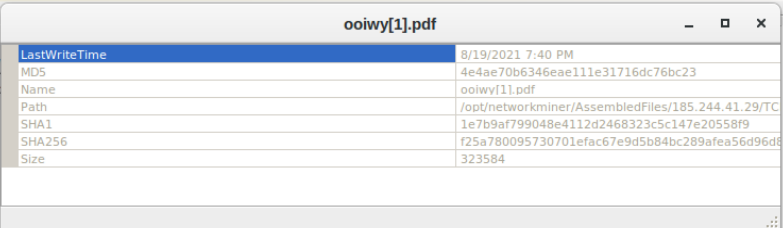 ooiwy[1].pdf
LastWriteTime 8/19/2021 7:40 PM
MD5 4e4ae70b6346eae111e31716dc76bc23
Name ooiwy[1].pdf
Path /opt/networkminer/AssembledFiles/185.244.41.29/TC
SHA1 1e7b9af799048e4112d2468323c5c147e20558f9
SHA256 f25a780095730701efac67e9d5b84bc289afea56d96d8
Size 323584